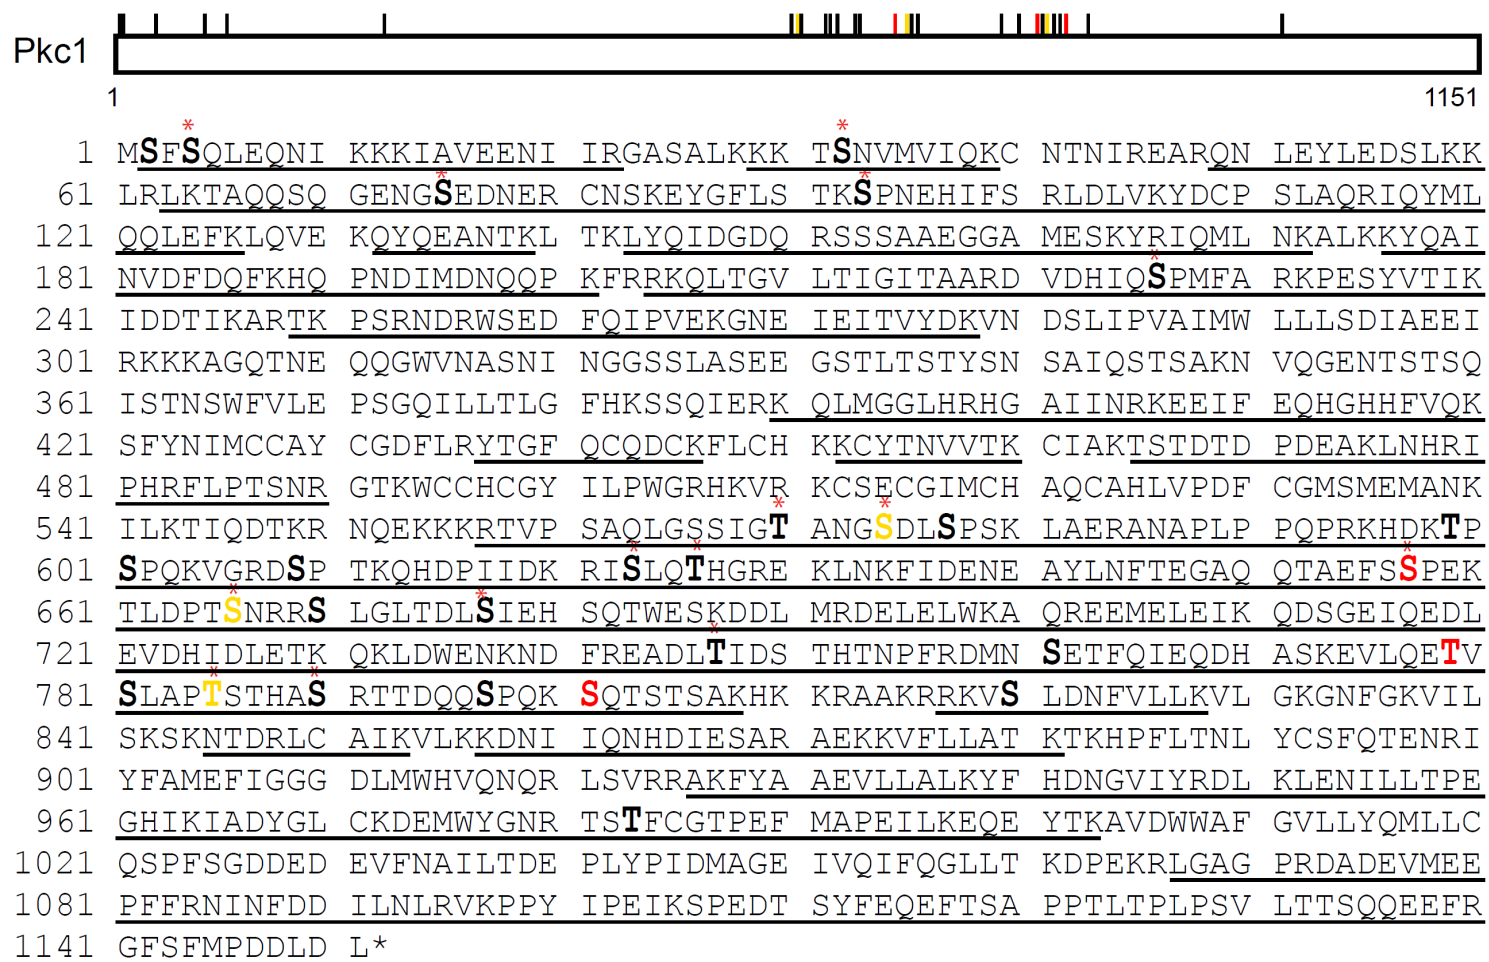 Pkc1
1 1151
1 MSFSQLEQNI KKKIAVEENI IRGASALKKK TSNVMVIQKC NTNIREARQN LEYLEDSLKK
61 LRLKTAQQSQ GENGSEDNER CNSKEYGFLS TKSPNEHIFS RLDLVKYDCP SLAQRIQYML
121 QQLEFKLQVEK QYQEANTKL TKLYQIDGDQ RSSSAAEGGA MESKYRIQML NKALKKYQAI
181 NVDFDQFKHQ PNDIMDNQQP KFRRKQLTGV LTIGITAARD VDHIQSPMFA RKPESYVTIK
241 IDDTIKARTK PSRNDRWSED FQIPVEKGNE IEITVYDKVN DSLIPVAIMW LLLSDIAEEI
301 RKKKAGQTNE QQGWVNASNI NGGSSLASEE GSTLTSTYSN SAIQSTSAKN VQGENTSTSQ
361 ISTNSWFVLE PSGQILLTLG FHKSSQIERK QLMGGLHRHG AIINRKEEIF EQHGHHFVQK
421 SFYNIMCCAY CGDFLRYTGF QCQDCKFLCH KKCYTNVVTK CIAKTSTDTD PDEAKLNHRI
481 PHRFLPTSNR GTKWCCHCGY ILPWGRHKVR KCSECGIMCH AQCAHLVPDF CGMSMEMANK
541 ILKTIQDTKR NQEKKKRTVP SAQLGSSIGT ANGSDLSPSK LAERANAPLP PQPRKHDKTP
601 SPQKVGRDSP TKQHDPIIDK RISLQTHGRE KLNKFIDENE AYLNFTEGAQ QTAEFSSPEK
661 TLDPTSNRRS LGLTDLSIEH SQTWESKDDL MRDELELWKA QREEMELEIK QDSGEIQEDL
721 EVDHIDLETK QKLDWENKND FREADLTIDS THTNPFRDMN SETFQIEQDH ASKEVLQETV
781 SLAPTSTHAS RTTDQQSPQK SQTSTSAKHK KRAAKRRKVS LDNFVLLKVL GKGNFGKVIL
841 SKSKNTDRLC AIKVLKKDNI IQNHDIESAR AEKKVFLLAT KTKHPFLTNL YCSFQTENRI
901 YFAMEFIGGG DLMWHVQNQR LSVRRAKFYA AEVLLALKYF HDNGVIYRDL KLENILLTPE
961 GHIKIADYGL CKDEMWYGNR TSTFCGTPEF MAPEILKEQE YTKAVDWWAF GVLLYQMLLC
1021 QSPFSGDDED EVFNAILTDE PLYPIDMAGE IVQIFQGLLT KDPEKRLGAG PRDADEVMEE
1081 PFFRNINFDD ILNLRVKPPY IPEIKSPEDT SYFEQEFTSA PPTLTPLPSV LTTSQQEEFR
1141 GFSFMPDDLD L*